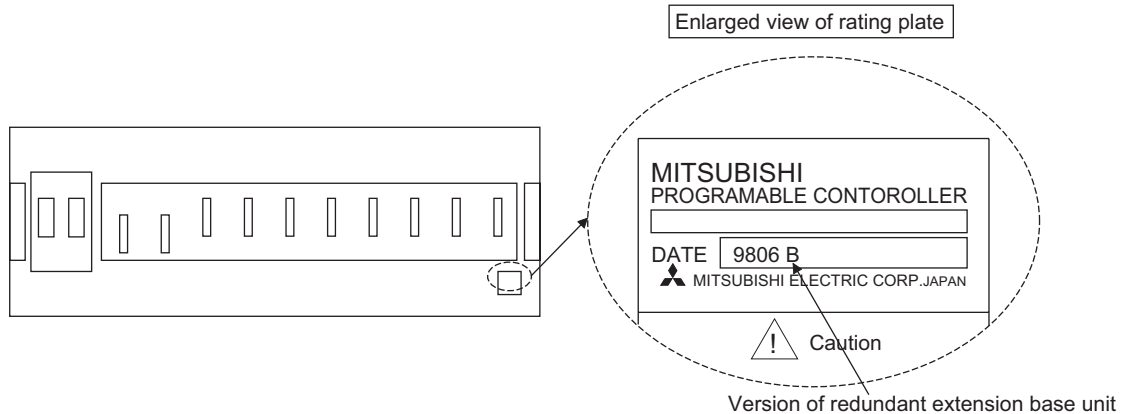 Enlarged view of rating plate
MITSUBISHI
PROGRAMABLE CONTOROLLER
DATE 9806 B
MITSUBISHI ELECTRIC CORP.JAPAN
! Caution
Version of redundant extension base unit